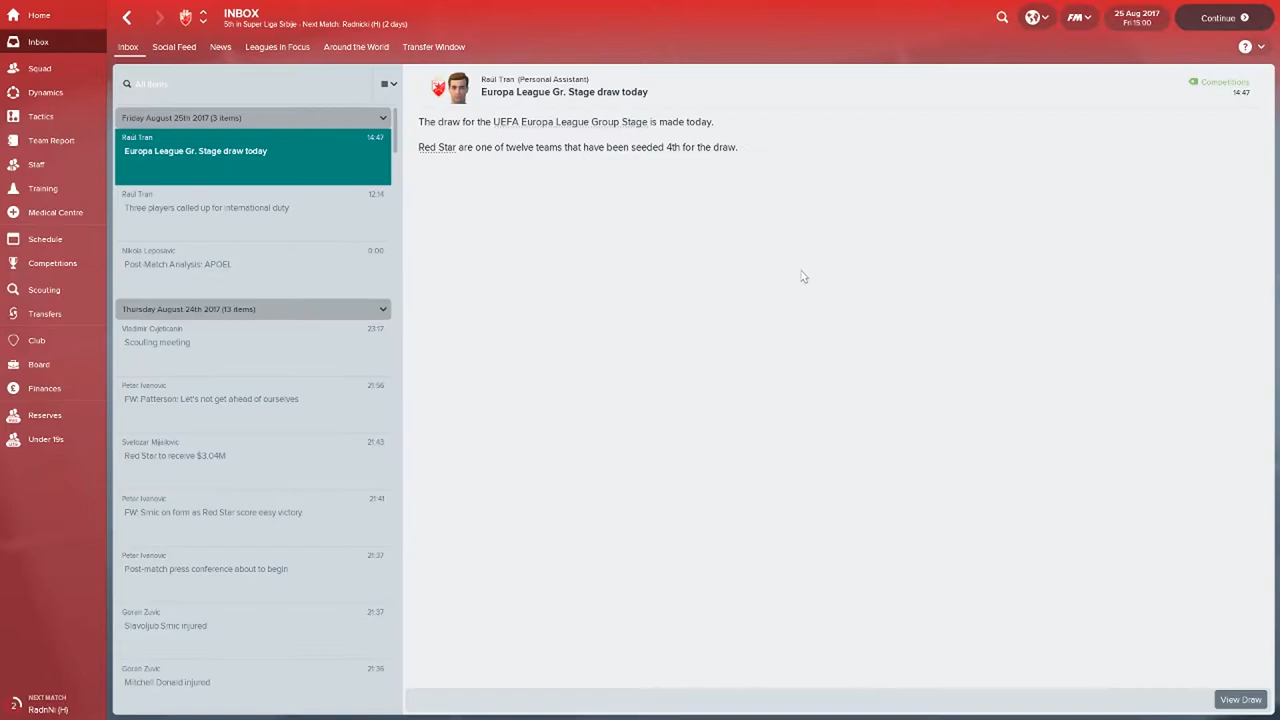 Home
INBOX
5th in Super Liga Srbije - Next Match: Radnicki (H) (2 days)
FM
25 Aug 2017
Fri 15:00
Continue
Inbox
Inbox
Social Feed
News
Leagues in Focus
Around the World
Transfer Window
?
Squad
Dynamics
Tactics
Team Report
Staff
Training
Medical Centre
Schedule
Competitions
Scouting
Transfers
Club
Board
Finances
Reserves
Under 19s
2
NEXT MATCH
RadnNi (H)
All Items
Friday August 25th 2017 (3 items)
Raúl Tran 14:47
Europa League Gr. Stage draw today
Raúl Tran 12:14
Three players called up for international duty
Nikola Leposavic 0:00
Post-Match Analysis: APOEL
Thursday August 24th 2017 (13 items)
Vladimir Cvjeticanin 23:17
Scouting meeting
Petar Ivanovic 21:56
FW: Patterson: Let's not get ahead of ourselves
Svetozar Mijailovic 21:43
Red Star to receive $3.04M
Petar Ivanovic 21:41
FW: Srnic on form as Red Star score easy victory
Petar Ivanovic 21:37
Post-match press conference about to begin
Goran Zuvic 21:37
Slavoljub Srnic injured
Goran Zuvic 21:36
Mitchell Donald injured
Raúl Tran (Personal Assistant)
Europa League Gr. Stage draw today
Competitions
14:47
The draw for the UEFA Europa League Group Stage is made today.
Red Star are one of twelve teams that have been seeded 4th for the draw.
View Draw